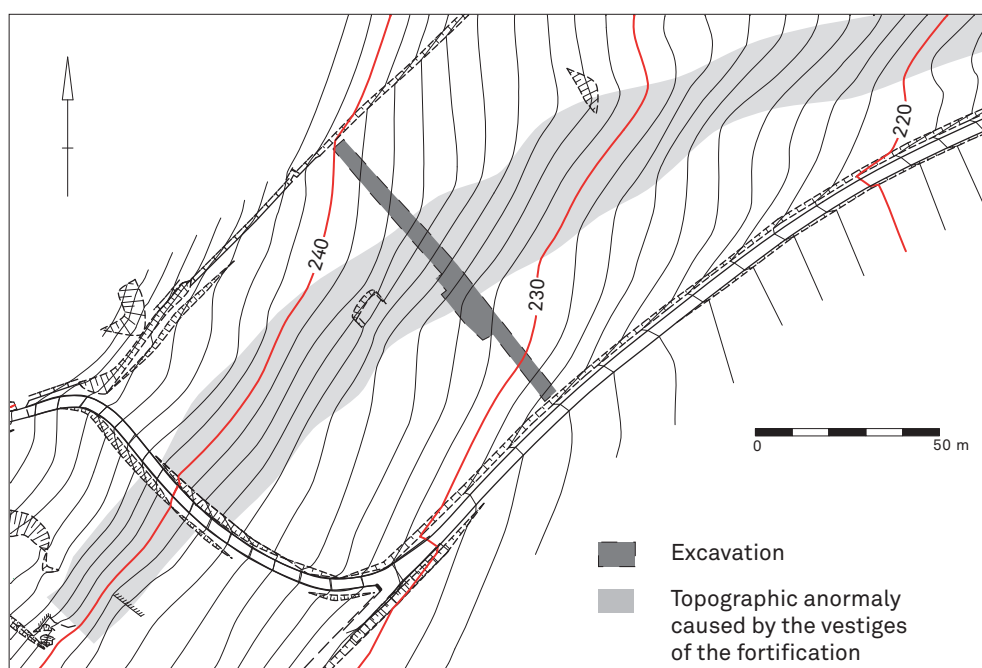 220
240
230
0 50 m
Excavation
Topographic anormaly
caused by the vestiges
of the fortification